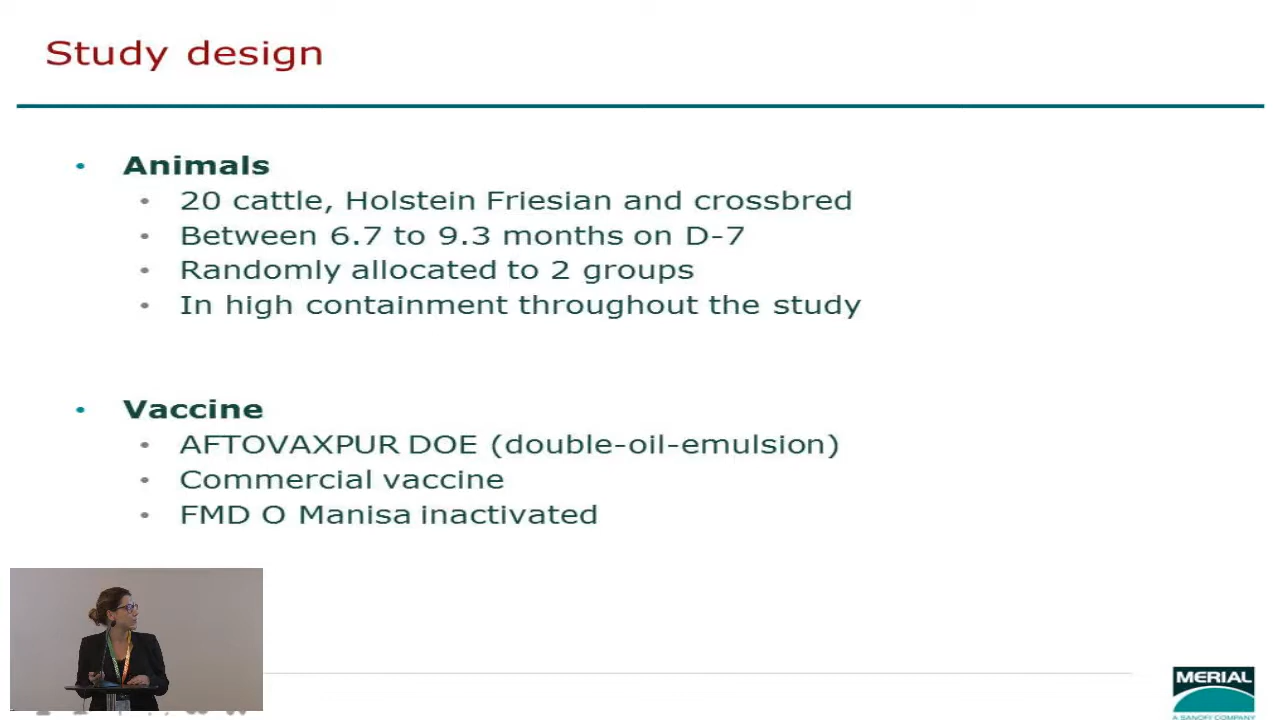 Study design
• Animals
• 20 cattle, Holstein Friesian and crossbred
• Between 6.7 to 9.3 months on D-7
• Randomly allocated to 2 groups
• In high containment throughout the study
• Vaccine
• AFTOVAXPUR DOE (double-oil-emulsion)
• Commercial vaccine
• FMD O Manisa inactivated
MERIAL
A SANOFI COMPANY